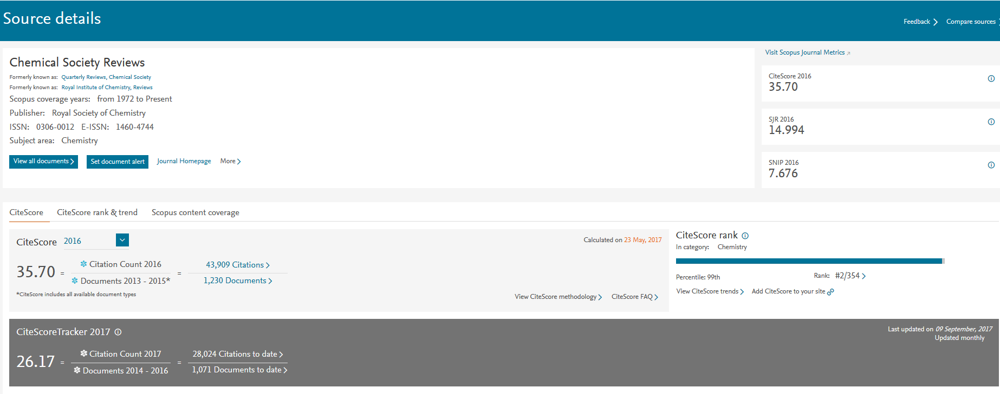 Source details
Feedback
Compare sources
Chemical Society Reviews
Formerly known as: Quarterly Reviews, Chemical Society
Formerly known as: Royal Institute of Chemistry, Reviews
Scopus coverage years: from 1972 to Present
Publisher: Royal Society of Chemistry
ISSN: 0306-0012 E-ISSN: 1460-4744
Subject area: Chemistry
View all documents
Set document alert
Journal Homepage
More
Visit Scopus Journal Metrics
CiteScore 2016
35.70
SJR 2016
14.994
SNIP 2016
7.676
CiteScore
CiteScore rank & trend
Scopus content coverage
CiteScore 2016
Calculated on 23 May, 2017
35.70 = Citation Count 2016 = 43,909 Citations
Documents 2013 - 2015* 1,230 Documents
*CiteScore includes all available document types
View CiteScore methodology
CiteScore FAQ
CiteScore rank
In category: Chemistry
Percentile: 99th
Rank: #2/354
View CiteScore trends
Add CiteScore to your site
CiteScoreTracker 2017
Last updated on 09 September, 2017
Updated monthly
26.17 = Citation Count 2017 = 28,024 Citations to date
Documents 2014 - 2016 1,071 Documents to date